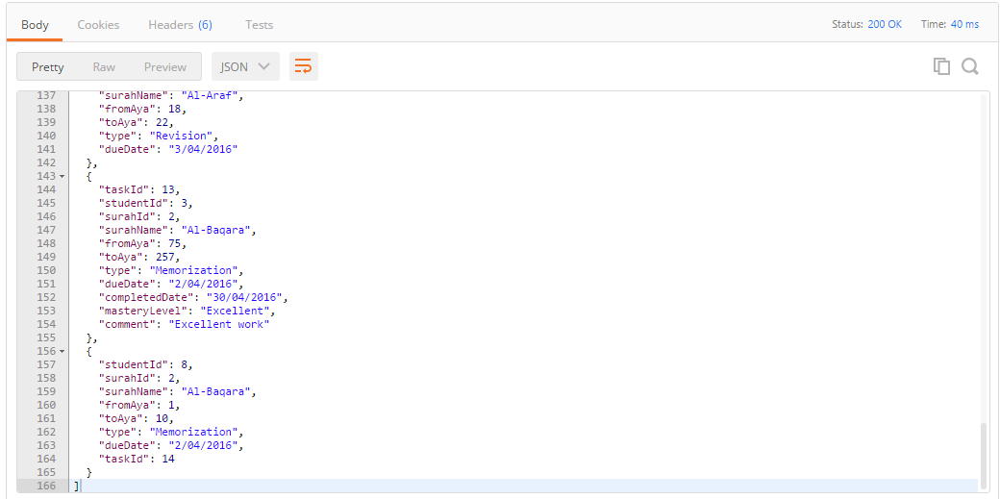 Body Cookies Headers (6) Tests Status: 200 OK Time: 40 ms
Pretty Raw Preview JSON
137 "surahName": "Al-Araf",
138 "fromAya": 18,
139 "toAya": 22,
140 "type": "Revision",
141 "dueDate": "3/04/2016"
142 },
143 {
144 "taskId": 13,
145 "studentId": 3,
146 "surahId": 2,
147 "surahName": "Al-Baqara",
148 "fromAya": 75,
149 "toAya": 257,
150 "type": "Memorization",
151 "dueDate": "2/04/2016",
152 "completedDate": "30/04/2016",
153 "masteryLevel": "Excellent",
154 "comment": "Excellent work"
155 },
156 {
157 "studentId": 8,
158 "surahId": 2,
159 "surahName": "Al-Baqara",
160 "fromAya": 1,
161 "toAya": 10,
162 "type": "Memorization",
163 "dueDate": "2/04/2016",
164 "taskId": 14
165 }
166 ]